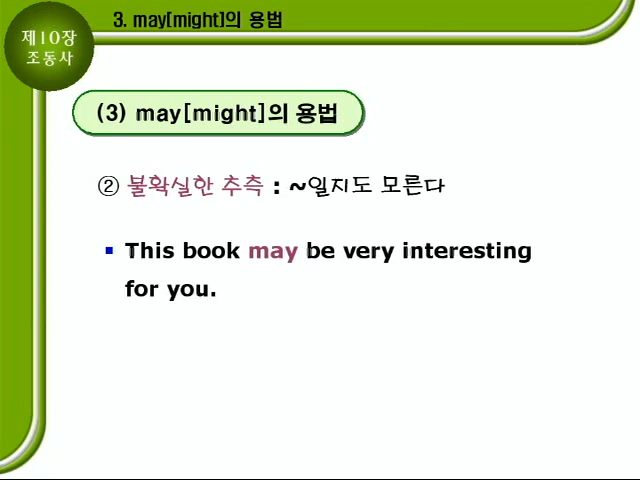 3. may[might]의 용법
제10장
조동사
(3) may[might]의 용법
② 불확실한 추측 : ~일지도 모른다
▪ This book may be very interesting
for you.